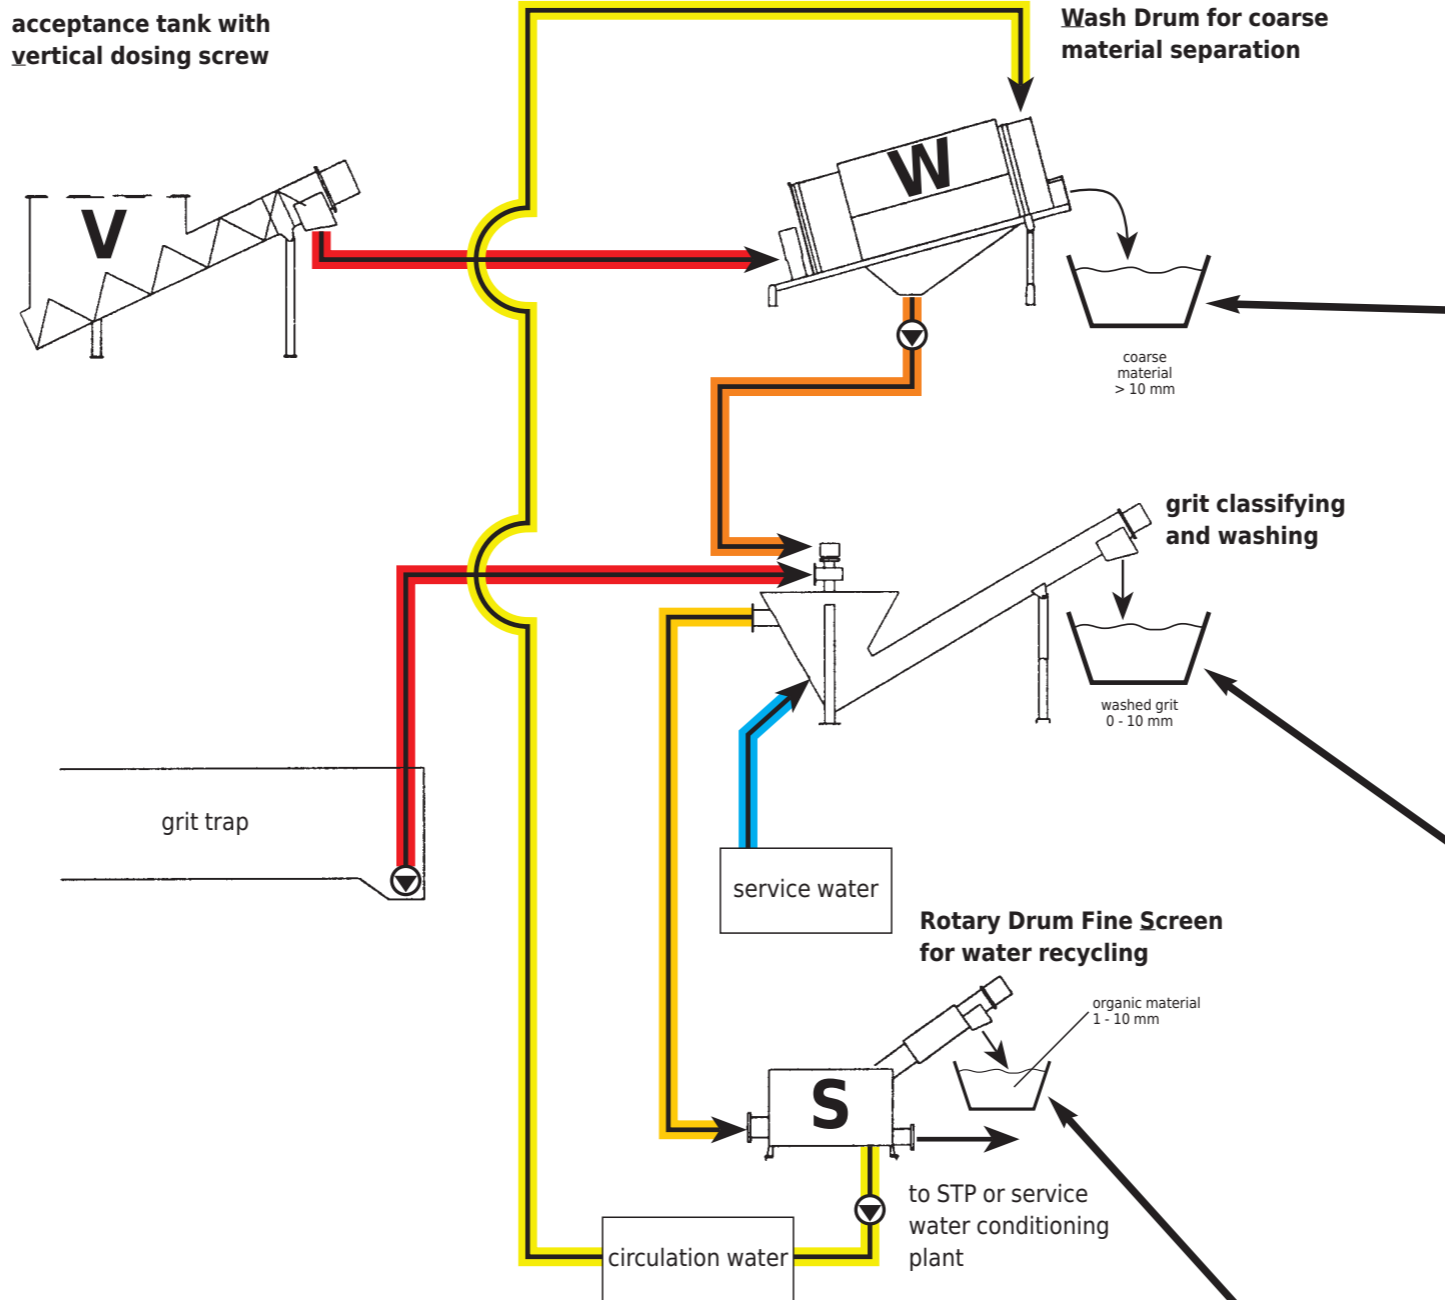 acceptance tank with
vertical dosing screw
Wash Drum for coarse
material separation
V
W
coarse
material
> 10 mm
grit classifying
and washing
washed grit
0 - 10 mm
grit trap
service water
Rotary Drum Fine Screen
for water recycling
organic material
1 - 10 mm
S
to STP or service
water conditioning
plant
circulation water